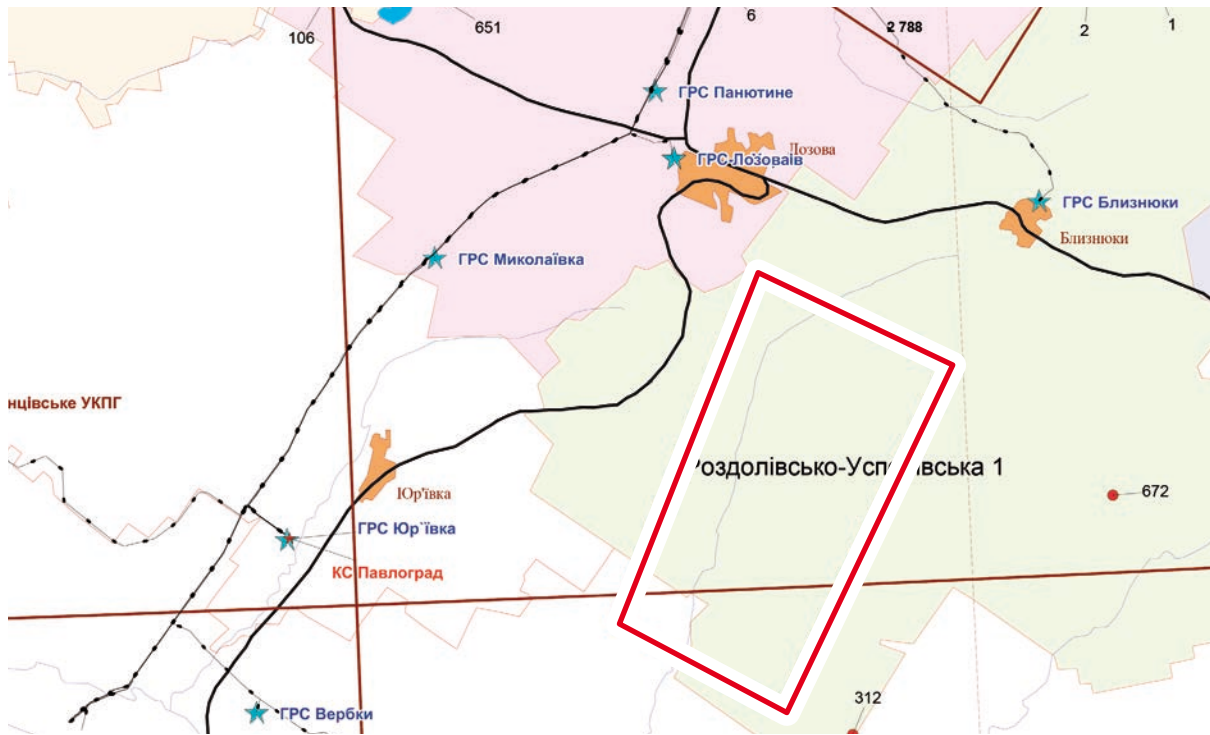 106
651
6
2 788
2
1
ГРС Панютине
Лозова
ГРС Лозоваїв
ГРС Близнюки
Близнюки
ГРС Миколаївка
нцівське УКПГ
Роздолівсько-Усп
івська 1
672
Юр'ївка
ГРС Юр`ївка
КС Павлоград
312
ГРС Вербки